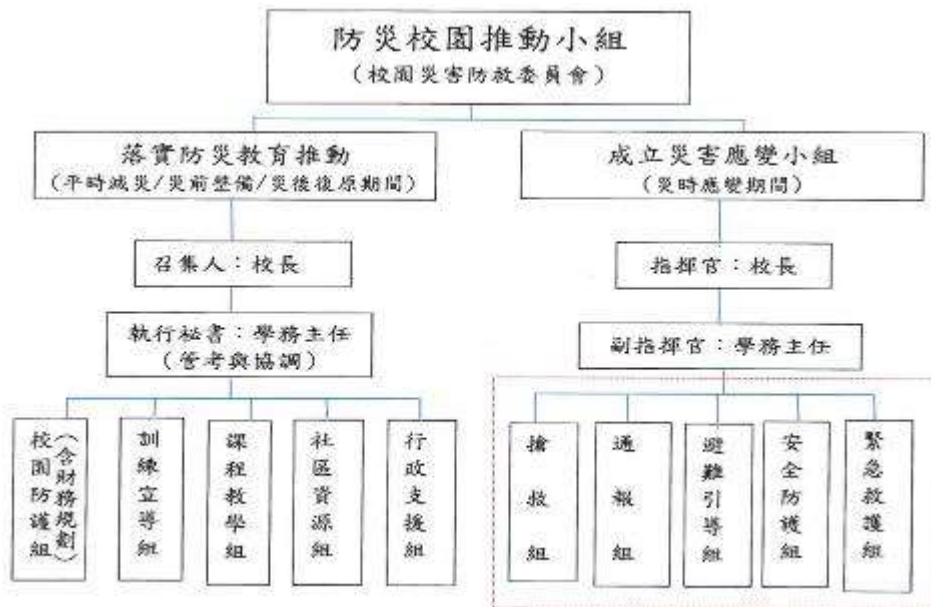 防災校園推動小組
(校園災害防救委員會)
落實防災教育推動
(平時減災/災前整備/災後復原期間)
成立災害應變小組
(災時應變期間)
召集人：校長
指揮官：校長
執行祕書：學務主任
(管考與協調)
副指揮官：學務主任
校園防護組
(含財務規劃)
訓練宣導組
課程教學組
社區資源組
行政支援組
搶救組
通報組
避難引導組
安全防護組
緊急救護組